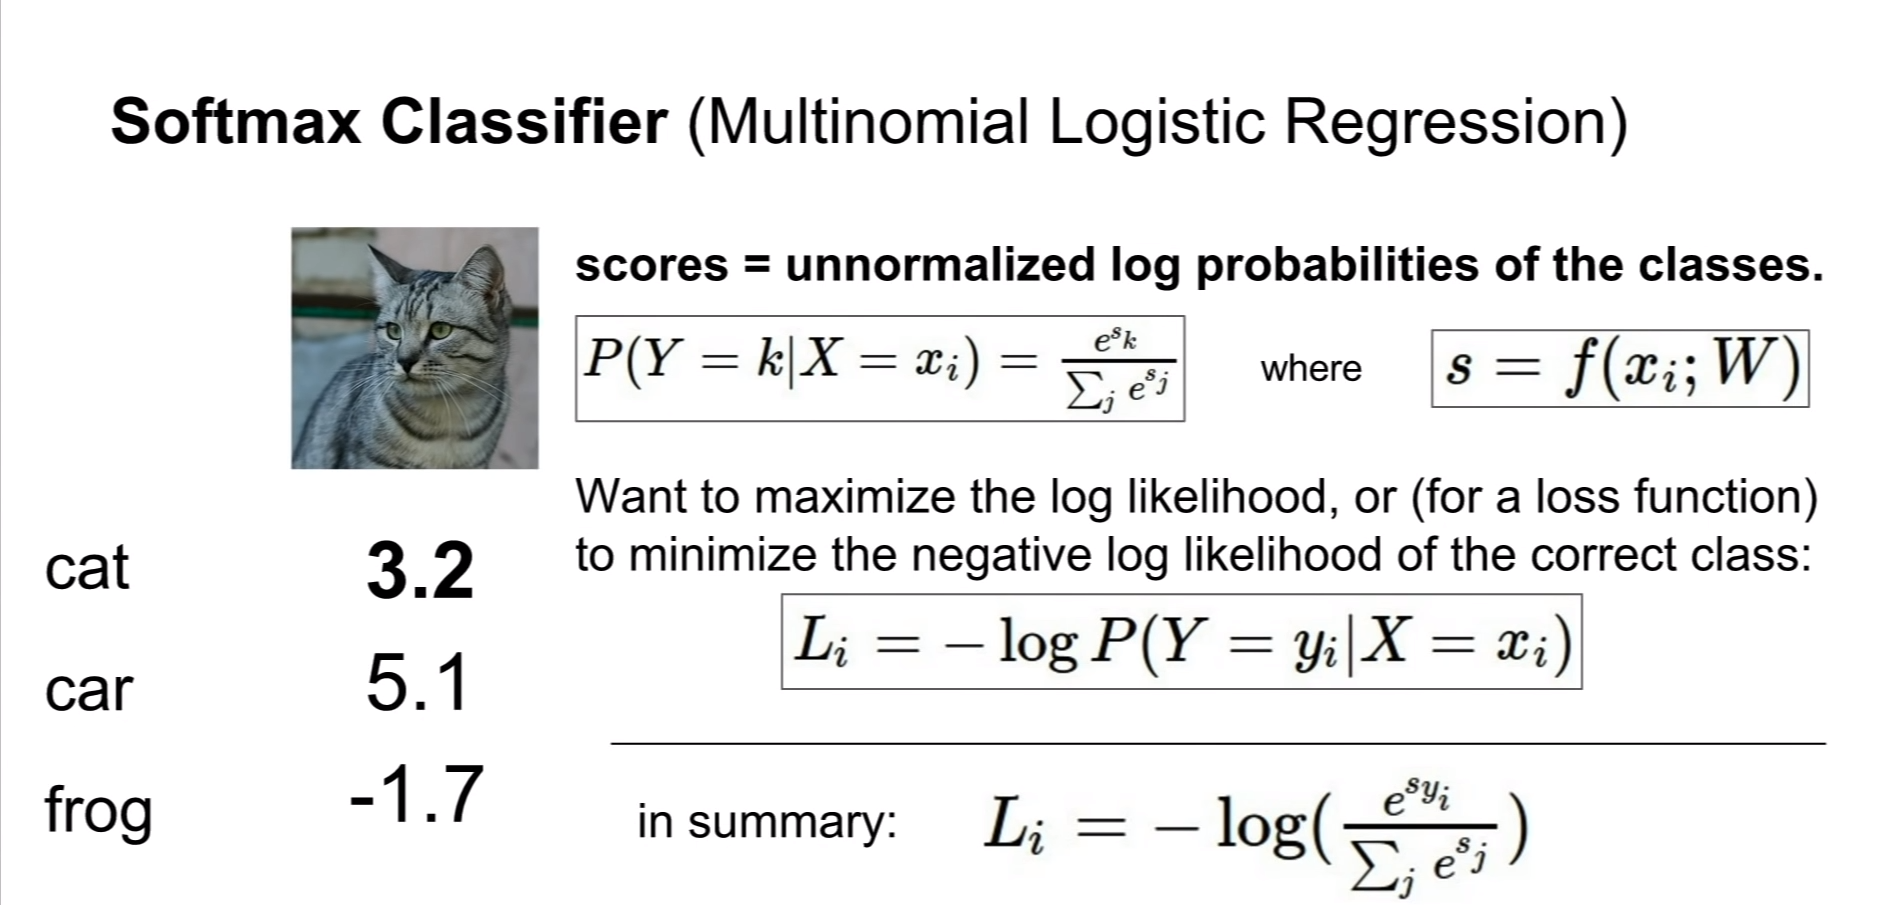 Softmax Classifier (Multinomial Logistic Regression)
scores = unnormalized log probabilities of the classes.
P(Y = k|X = x_i) = \frac{e^{s_k}}{\sum_j e^{s_j}} where s = f(x_i; W)
Want to maximize the log likelihood, or (for a loss function)
to minimize the negative log likelihood of the correct class:
L_i = − log P(Y = y_i|X = x_i)
in summary: L_i = − log(\frac{e^{s_{y_i}}}{\sum_j e^{s_j}})
cat 3.2
car 5.1
frog -1.7